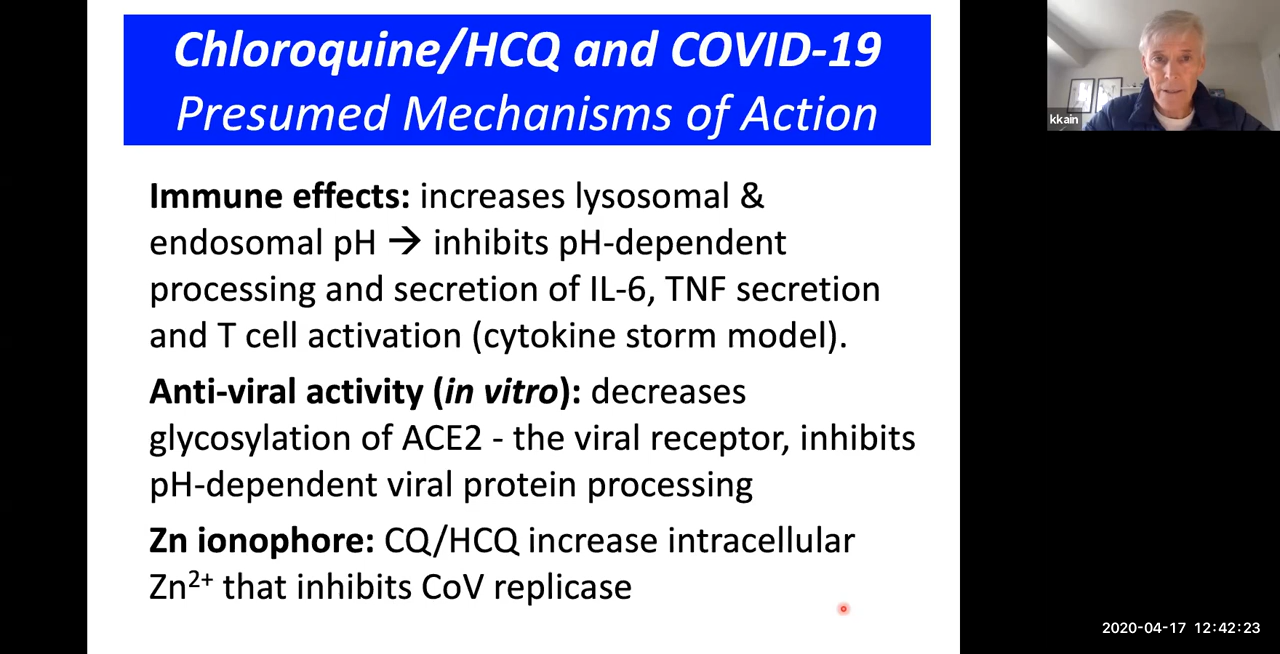 Chloroquine/HCQ and COVID-19
Presumed Mechanisms of Action
kkain
Immune effects: increases lysosomal &
endosomal pH → inhibits pH-dependent
processing and secretion of IL-6, TNF secretion
and T cell activation (cytokine storm model).
Anti-viral activity (in vitro): decreases
glycosylation of ACE2 - the viral receptor, inhibits
pH-dependent viral protein processing
Zn ionophore: CQ/HCQ increase intracellular
Zn²⁺ that inhibits CoV replicase
2020-04-17 12:42:23